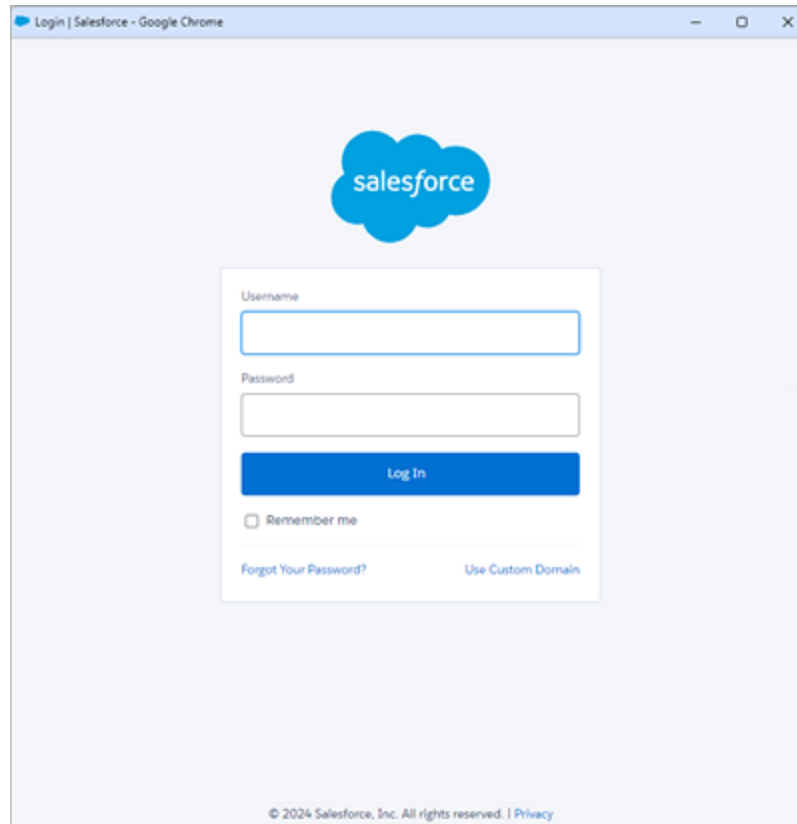 Login | Salesforce - Google Chrome
salesforce
Username
Password
Log In
Remember me
Forgot Your Password? Use Custom Domain
© 2024 Salesforce, Inc. All rights reserved. | Privacy